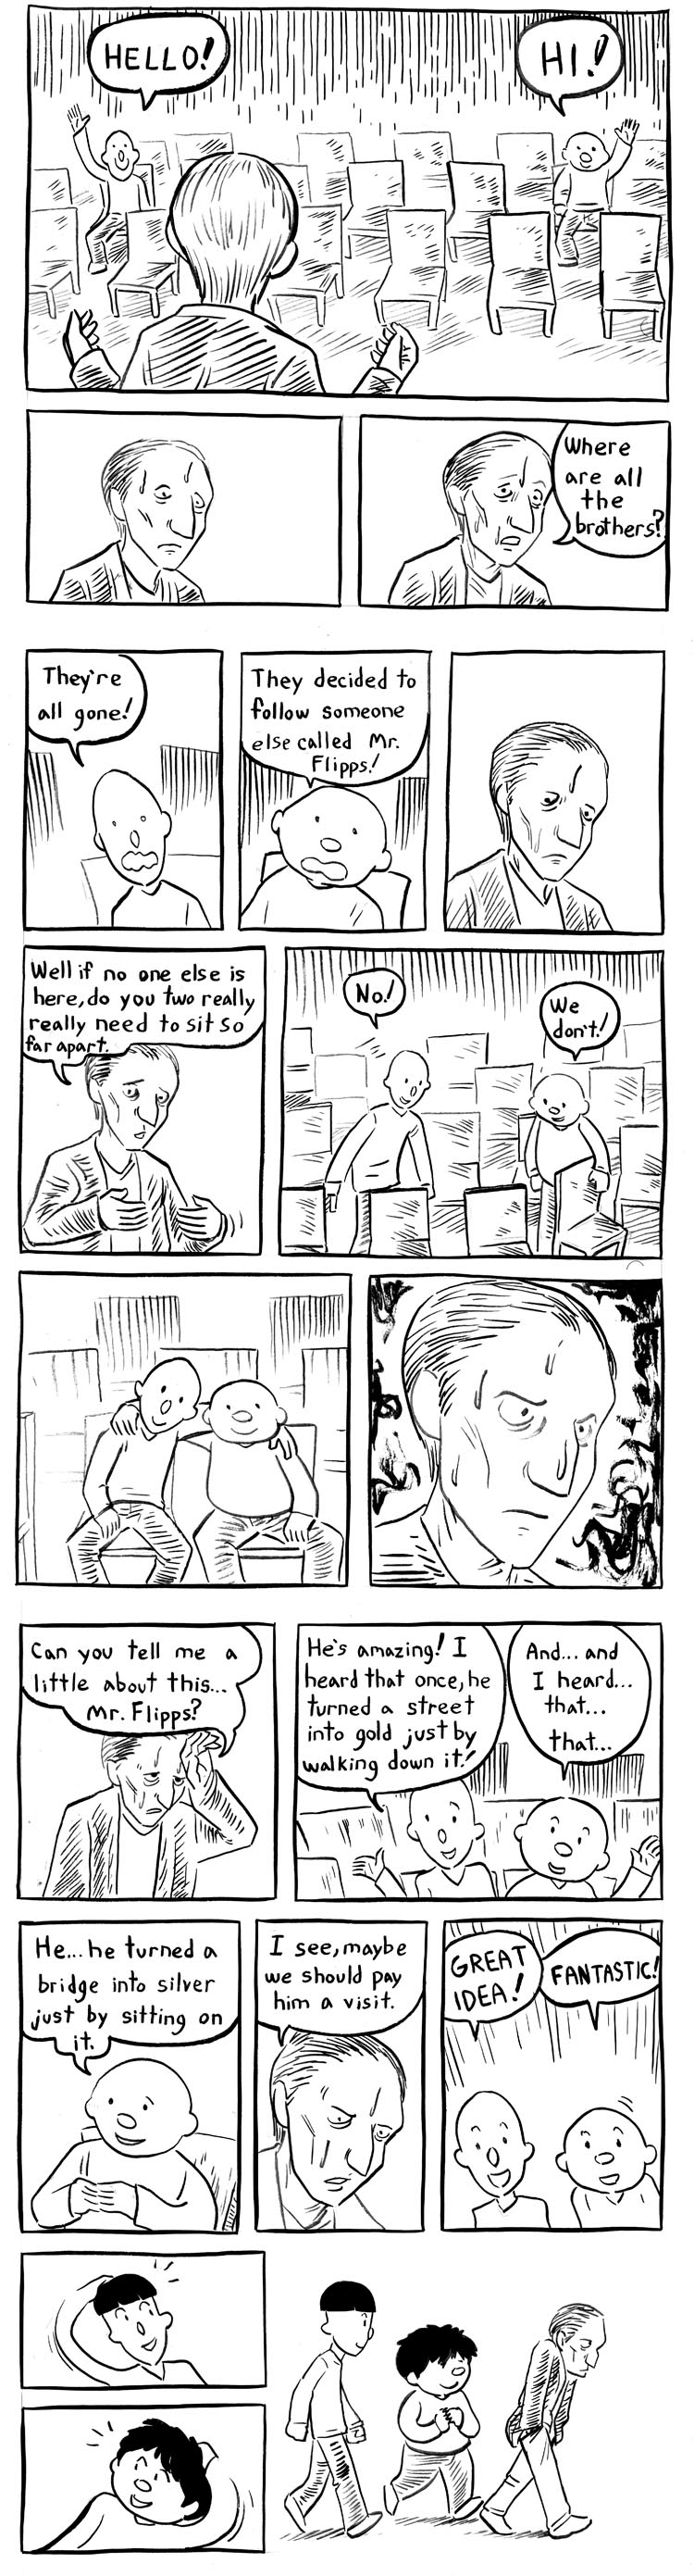 HELLO!
HI!
Where
are all
the
brothers?
They're
all gone!
They decided to
follow someone
else called Mr.
Flipps!
Well if no one else is
here, do you two really
really need to sit so
far apart.
No!
We
don't!
Can you tell me a
little about this...
Mr. Flipps?
He's amazing! I
heard that once, he
turned a street
into gold just by
walking down it!
And... and
I heard...
that...
that...
He... he turned a
bridge into silver
just by sitting on
it.
I see, maybe
we should pay
him a visit.
GREAT
IDEA!
FANTASTIC!